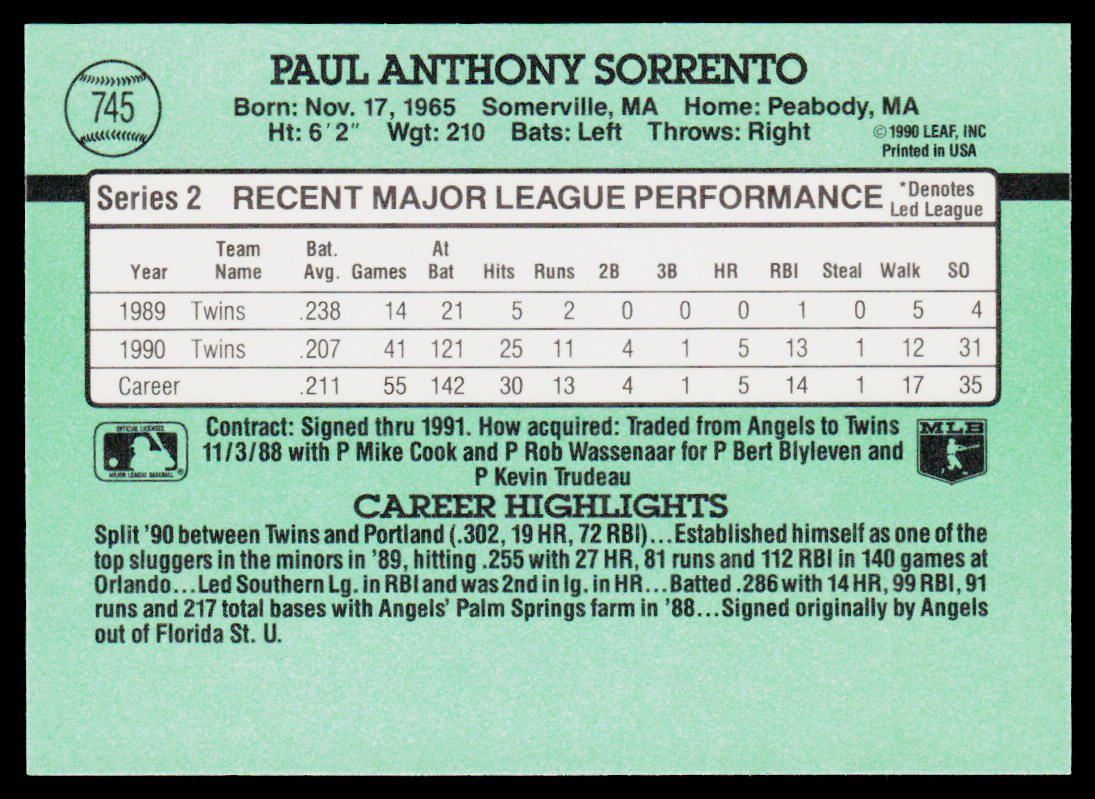 745
PAUL ANTHONY SORRENTO
Born: Nov. 17, 1965 Somerville, MA Home: Peabody, MA
Ht: 6'2" Wgt: 210 Bats: Left Throws: Right
©1990 LEAF, INC
Printed in USA
Series 2 RECENT MAJOR LEAGUE PERFORMANCE *Denotes
Led League
Team Bat. At
Year Name Avg. Games Bat Hits Runs 2B 3B HR RBI Steal Walk SO
1989 Twins .238 14 21 5 2 0 0 0 1 0 5 4
1990 Twins .207 41 121 25 11 4 1 5 13 1 12 31
Career .211 55 142 30 13 4 1 5 14 1 17 35
OFFICIAL LICENSEE
MAJOR LEAGUE BASEBALL®
MLB
Contract: Signed thru 1991. How acquired: Traded from Angels to Twins
11/3/88 with P Mike Cook and P Rob Wassenaar for P Bert Blyleven and
P Kevin Trudeau
CAREER HIGHLIGHTS
Split '90 between Twins and Portland (.302, 19 HR, 72 RBI)...Established himself as one of the
top sluggers in the minors in '89, hitting .255 with 27 HR, 81 runs and 112 RBI in 140 games at
Orlando...Led Southern Lg. in RBI and was 2nd in lg. in HR...Batted .286 with 14 HR, 99 RBI, 91
runs and 217 total bases with Angels' Palm Springs farm in '88...Signed originally by Angels
out of Florida St. U.